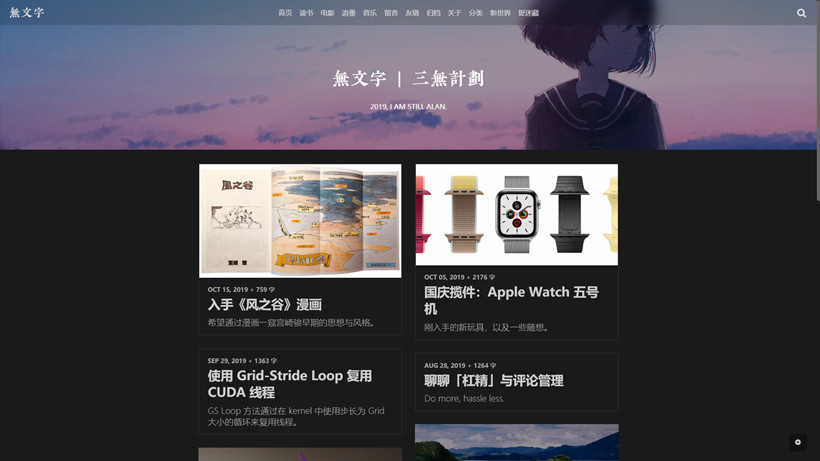 無文字
首页 读书 电影 追番 音乐 留言 友链 归档 关于 分类 新世界 捉迷藏
無文字 | 三無計劃
2019, I AM STILL ALAN.
風之谷
OCT 15, 2019 + 759 字
入手《风之谷》漫画
希望通过漫画一窥宫崎骏早期的思想与风格。
OCT 05, 2019 + 2176 字
国庆揽件：Apple Watch 五号
机
刚入手的新玩具，以及一些随想。
SEP 29, 2019 + 1363 字
使用 Grid-Stride Loop 复用
CUDA 线程
GS Loop 方法通过在 kernel 中使用步长为 Grid
大小的循环来复用线程。
AUG 28, 2019 + 1264 字
聊聊「杠精」与评论管理
Do more, hassle less.